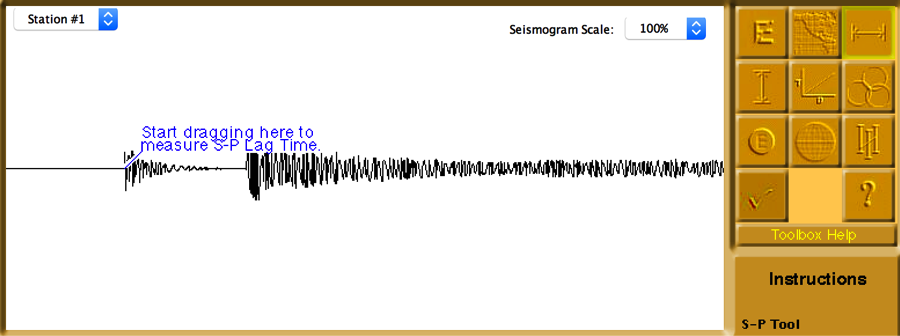 Station #1
Seismogram Scale: 100%
Start dragging here to
measure S-P Lag Time.
E
E
?
Toolbox Help
Instructions
S-P Tool